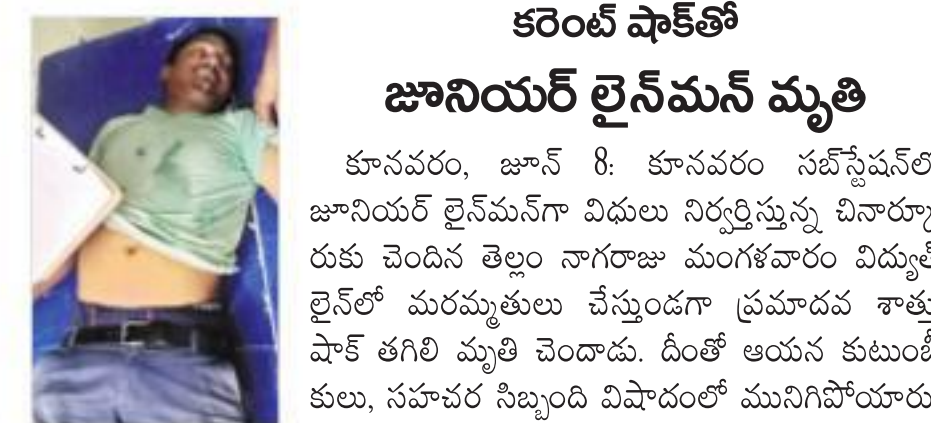 కరెంట్ షాక్‌తో
జూనియర్ లైన్‌మన్ మృతి
కూనవరం, జూన్ 8: కూనవరం సబ్‌స్టేషన్‌లో
జూనియర్ లైన్‌మన్‌గా విధులు నిర్వర్తిస్తున్న చినార్కూ
రుకు చెందిన తెల్లం నాగరాజు మంగళవారం విద్యుత్
లైన్‌లో మరమ్మతులు చేస్తుండగా ప్రమాదవ శాత్తు
షాక్ తగిలి మృతి చెందాడు. దీంతో ఆయన కుటుంబీ
కులు, సహచర సిబ్బంది విషాదంలో మునిగిపోయారు